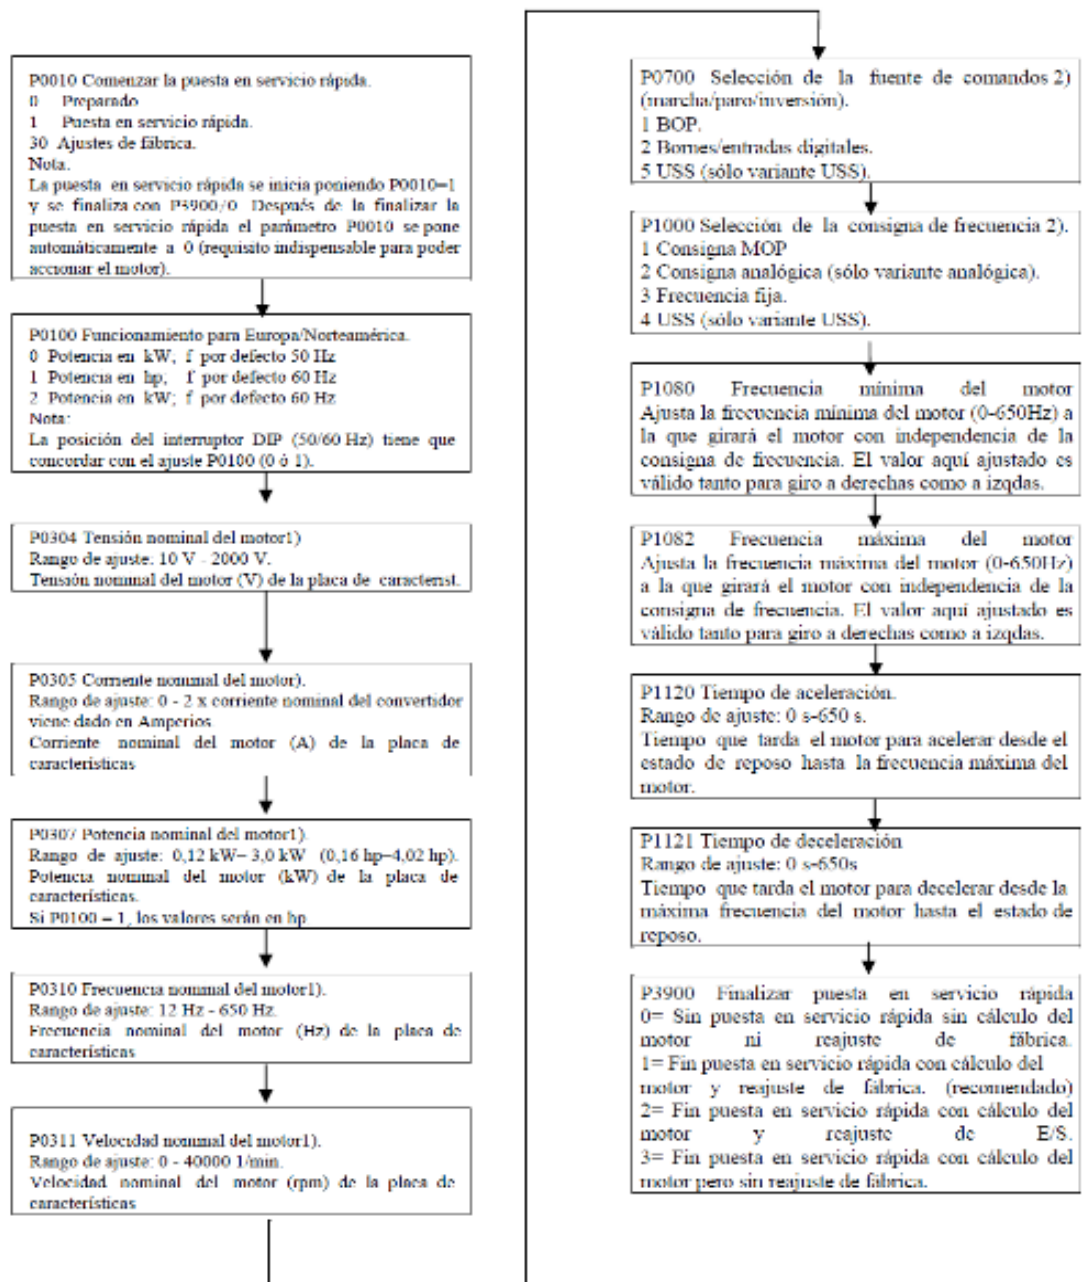 P0010 Comenzar la puesta en servicio rápida.
0 Preparado
1 Puesta en servicio rápida.
30 Ajustes de fábrica.
Nota.
La puesta en servicio rápida se inicia poniendo P0010=1
y se finaliza con P3900/0 Después de la finalizar la
puesta en servicio rápida el parámetro P0010 se pone
automáticamente a 0 (requisito indispensable para poder
accionar el motor).
P0100 Funcionamiento para Europa/Norteamérica.
0 Potencia en kW; f por defecto 50 Hz
1 Potencia en hp; f por defecto 60 Hz
2 Potencia en kW; f por defecto 60 Hz
Nota:
La posición del interruptor DIP (50/60 Hz) tiene que
concordar con el ajuste P0100 (0 ó 1).
P0304 Tensión nominal del motor1)
Rango de ajuste: 10 V - 2000 V.
Tensión nominal del motor (V) de la placa de característ.
P0305 Corriente nominal del motor).
Rango de ajuste: 0 - 2 x corriente nominal del convertidor
viene dado en Amperios
Corriente nominal del motor (A) de la placa de
características
P0307 Potencia nominal del motor1).
Rango de ajuste: 0,12 kW– 3,0 kW (0,16 hp–4,02 hp).
Potencia nominal del motor (kW) de la placa de
características.
Si P0100 – 1, los valores serán en hp
P0310 Frecuencia nominal del motor1).
Rango de ajuste: 12 Hz - 650 Hz.
Frecuencia nominal del motor (Hz) de la placa de
características
P0311 Velocidad nominal del motor1).
Rango de ajuste: 0 - 40000 1/min.
Velocidad nominal del motor (rpm) de la placa de
características
P0700 Selección de la fuente de comandos 2)
(marcha/paro/inversión).
1 BOP.
2 Bornes/entradas digitales.
5 USS (sólo variante USS).
P1000 Selección de la consigna de frecuencia 2).
1 Consigna MOP
2 Consigna analógica (sólo variante analógica).
3 Frecuencia fija.
4 USS (sólo variante USS).
P1080 Frecuencia mínima del motor
Ajusta la frecuencia mínima del motor (0-650Hz) a
la que girará el motor con independencia de la
consigna de frecuencia. El valor aquí ajustado es
válido tanto para giro a derechas como a izqdas.
P1082 Frecuencia máxima del motor
Ajusta la frecuencia máxima del motor (0-650Hz)
a la que girará el motor con independencia de la
consigna de frecuencia. El valor aquí ajustado es
válido tanto para giro a derechas como a izqdas.
P1120 Tiempo de aceleración.
Rango de ajuste: 0 s-650 s.
Tiempo que tarda el motor para acelerar desde el
estado de reposo hasta la frecuencia máxima del
motor.
P1121 Tiempo de deceleración
Rango de ajuste: 0 s-650s
Tiempo que tarda el motor para decelerar desde la
máxima frecuencia del motor hasta el estado de
reposo.
P3900 Finalizar puesta en servicio rápida
0= Sin puesta en servicio rápida sin cálculo del
motor ni reajuste de fábrica.
1= Fin puesta en servicio rápida con cálculo del
motor y reajuste de fábrica. (recomendado)
2= Fin puesta en servicio rápida con cálculo del
motor y reajuste de E/S.
3= Fin puesta en servicio rápida con cálculo del
motor pero sin reajuste de fábrica.